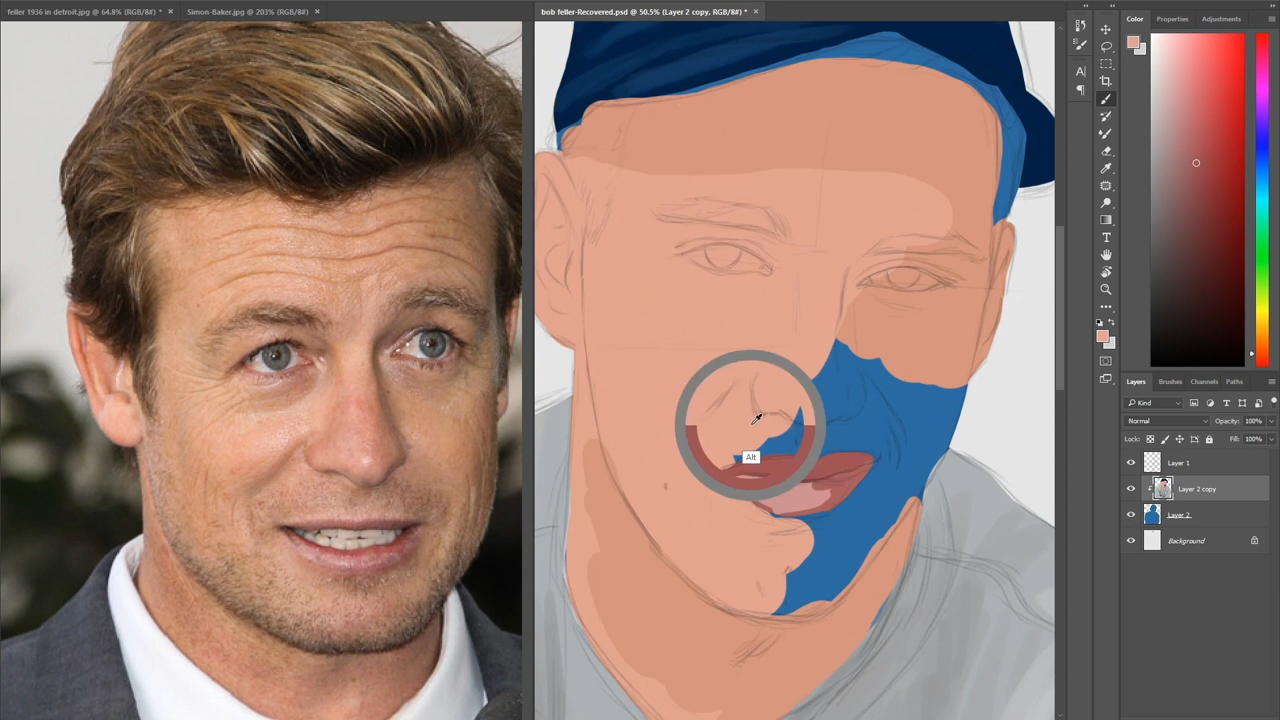 feller 1936 in detroit.jpg @ 64.8% (RGB/8#) * ×
Simon-Baker.jpg @ 203% (RGB/8#) ×
bob feller-Recovered.psd @ 50.5% (Layer 2 copy, RGB/8#) * ×
Color Properties Adjustments
Layers Brushes Channels Paths
Kind
Normal Opacity: 100%
Lock: Fill: 100%
Layer 1
Layer 2 copy
Layer 2
Background
Alt
A|
T